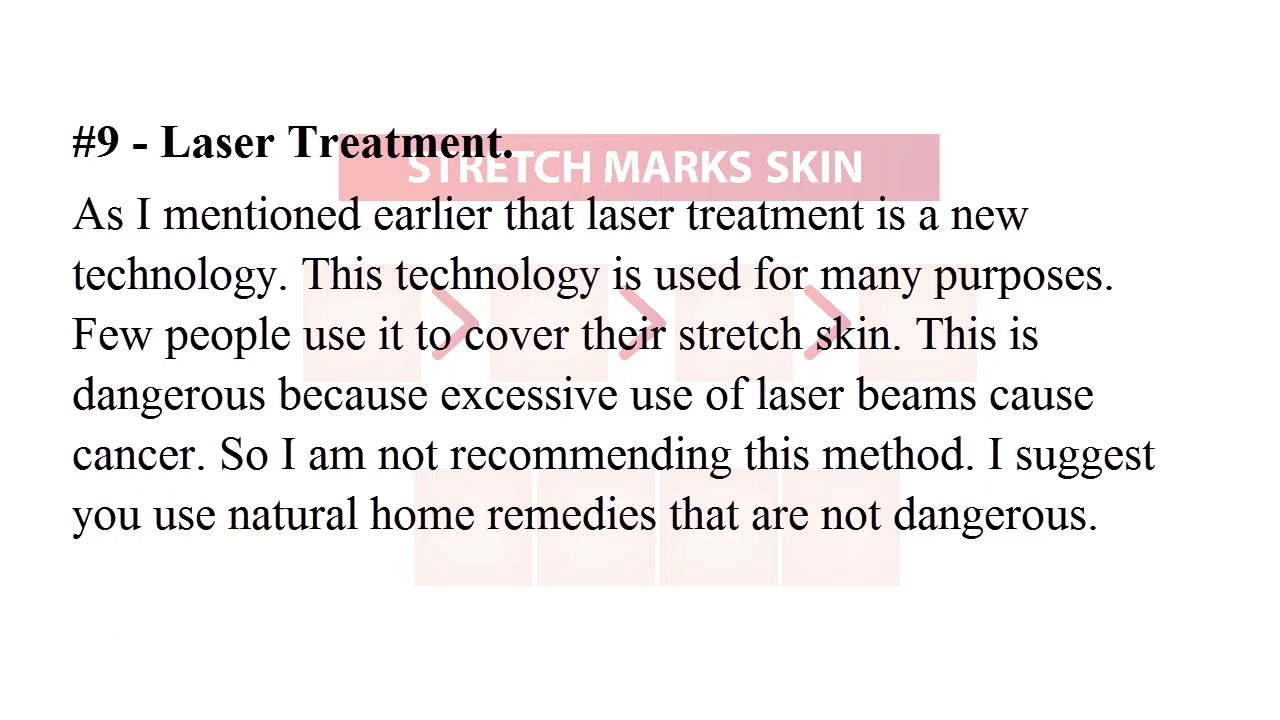 #9 - Laser Treatment.
STRETCH MARKS SKIN
As I mentioned earlier that laser treatment is a new
technology. This technology is used for many purposes.
Few people use it to cover their stretch skin. This is
dangerous because excessive use of laser beams cause
cancer. So I am not recommending this method. I suggest
you use natural home remedies that are not dangerous.